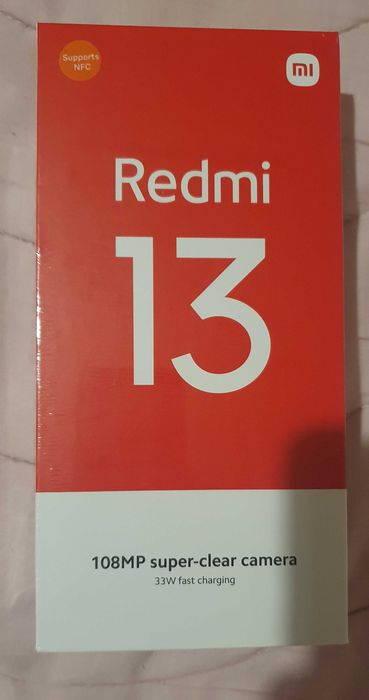 Supports
NFC
mi
Redmi
13
108MP super-clear camera
33W fast charging